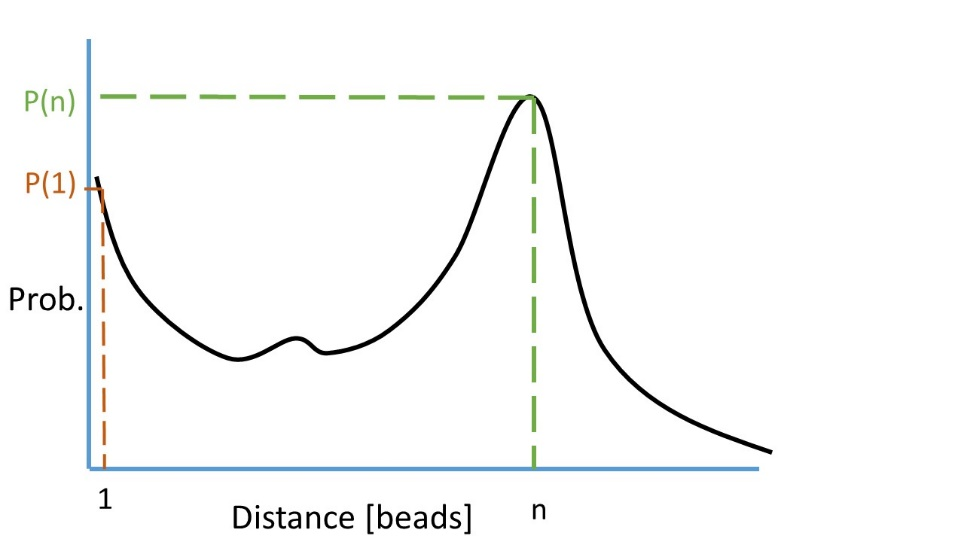 P(n)
P(1)
Prob.
1
n
Distance [beads]